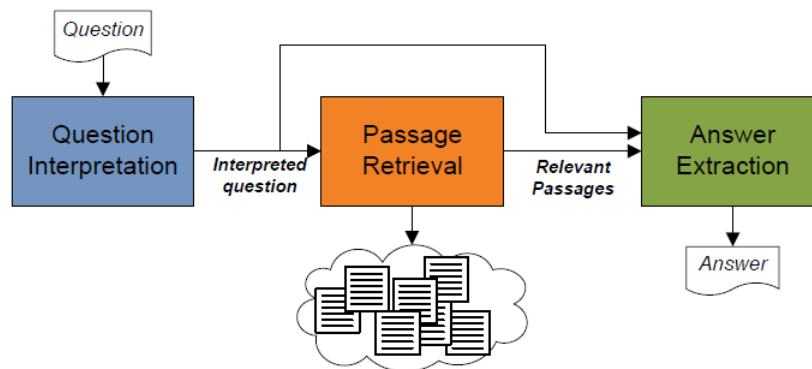 Question
Question
Interpretation
Interpreted
question
Passage
Retrieval
Relevant
Passages
Answer
Extraction
Answer